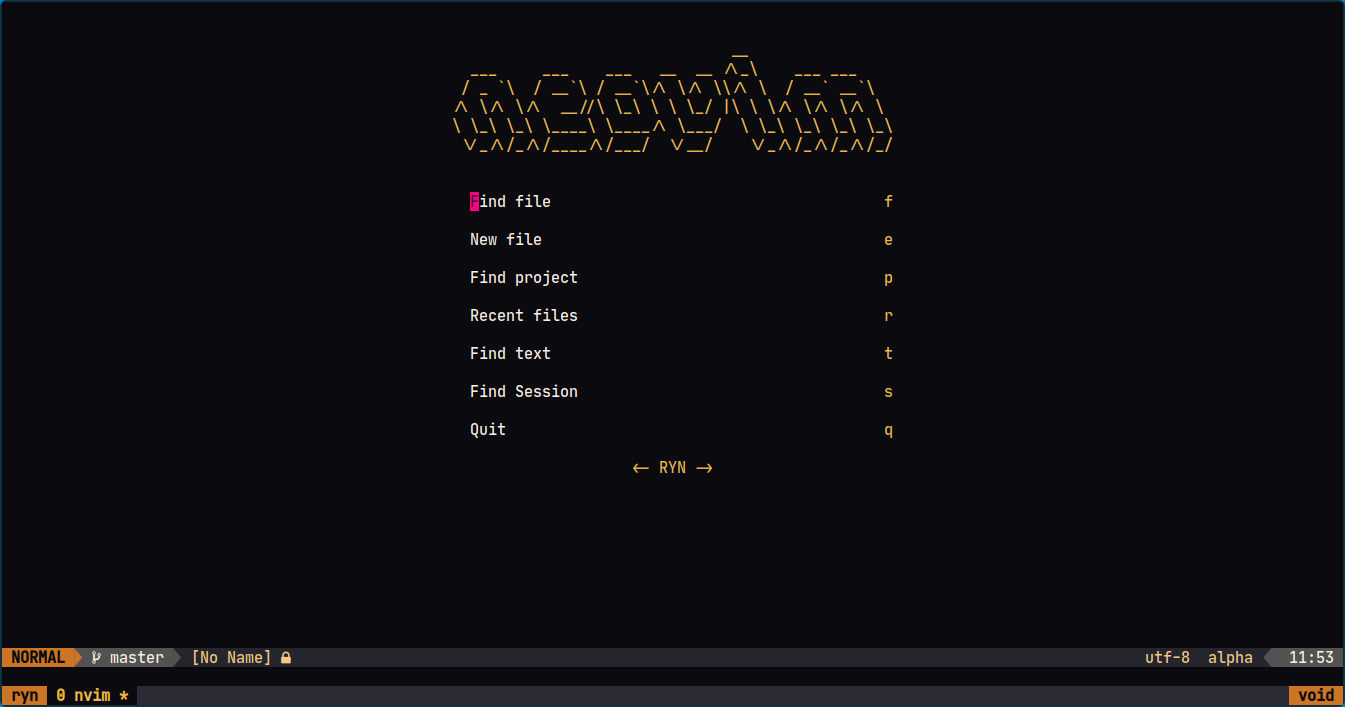 neovim
Find file f
New file e
Find project p
Recent files r
Find text t
Find Session s
Quit q
← RYN →
NORMAL master [No Name] utf-8 alpha 11:53
ryn 0 nvim * void